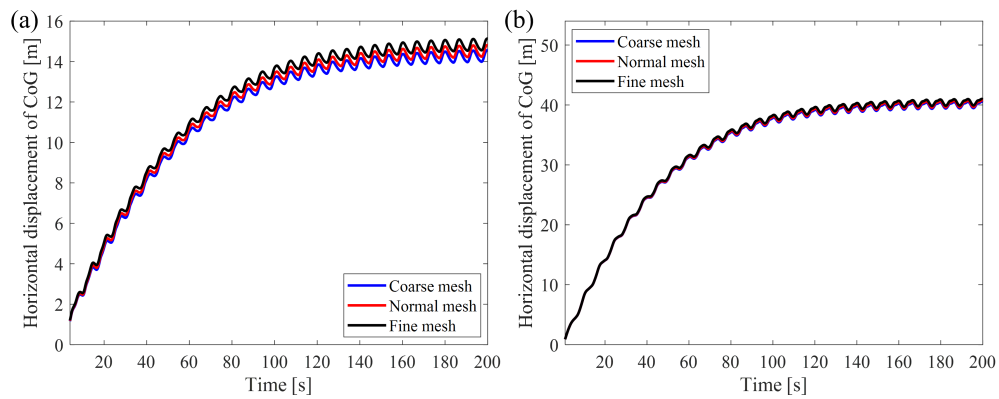 (a)
Horizontal displacement of CoG [m]
16
14
12
10
8
6
4
2
0
Coarse mesh
Normal mesh
Fine mesh
20 40 60 80 100 120 140 160 180 200
Time [s]
(b)
Horizontal displacement of CoG [m]
50
40
30
20
10
0
Coarse mesh
Normal mesh
Fine mesh
20 40 60 80 100 120 140 160 180 200
Time [s]